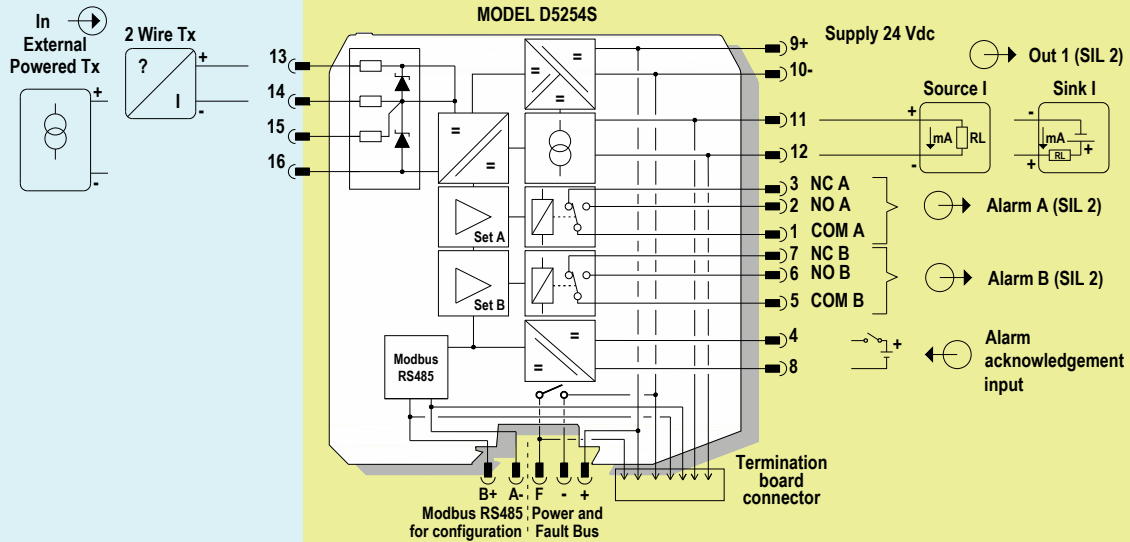 MODEL D5254S
In
External
Powered Tx
+
-
2 Wire Tx
?
I
+
-
13
14
15
16
=
=
=
=
=
Set A
Set B
=
=
Modbus
RS485
9+
10-
Supply 24 Vdc
11
12
3 NC A
2 NO A
1 COM A
7 NC B
6 NO B
5 COM B
4
8
Out 1 (SIL 2)
Source I
+
mA
RL
-
Sink I
-
mA
RL
+
+
Alarm A (SIL 2)
Alarm B (SIL 2)
+
Alarm
acknowledgement
input
B+ A- F - +
Modbus RS485
for configuration
Power and
Fault Bus
Termination
board
connector